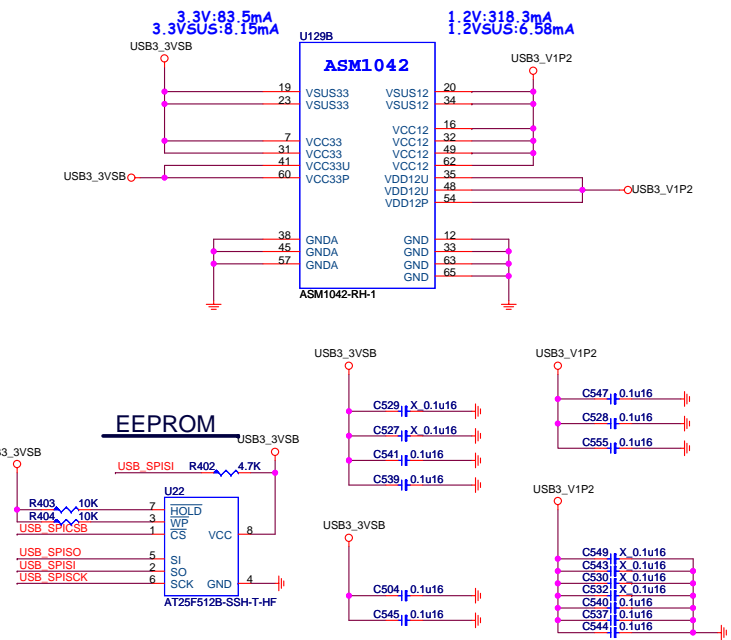 3.3V:83.5mA
3.3VSUS:8.15mA
1.2V:318.3mA
1.2VSUS:6.58mA
U129B
USB3_3VSB
USB3_V1P2
ASM1042
19 VSUS33
23 VSUS33
7 VCC33
31 VCC33
41 VCC33U
60 VCC33P
USB3_3VSB
38 GNDA
45 GNDA
57 GNDA
VSUS12 20
VSUS12 34
VCC12 16
VCC12 32
VCC12 49
VCC12 62
VDD12U 35
VDD12U 48
VDD12P 54
USB3_V1P2
GND 12
GND 33
GND 63
GND 65
ASM1042-RH-1
EEPROM
3_3VSB
USB3_3VSB
USB_SPISI R402 4.7K
U22
R403 10K
R404 10K
USB_SPICSB
USB_SPISO
USB_SPISI
USB_SPISCK
7 HOLD
3 WP
1 CS
5 SI
2 SO
6 SCK
VCC 8
GND 4
AT25F512B-SSH-T-HF
USB3_3VSB
C529 X_0.1u16
C527 X_0.1u16
C541 0.1u16
C539 0.1u16
USB3_3VSB
C504 0.1u16
C545 0.1u16
USB3_V1P2
C547 0.1u16
C528 0.1u16
C555 0.1u16
USB3_V1P2
C549 X_0.1u16
C543 X_0.1u16
C530 X_0.1u16
C532 X_0.1u16
C540 0.1u16
C537 0.1u16
C544 0.1u16